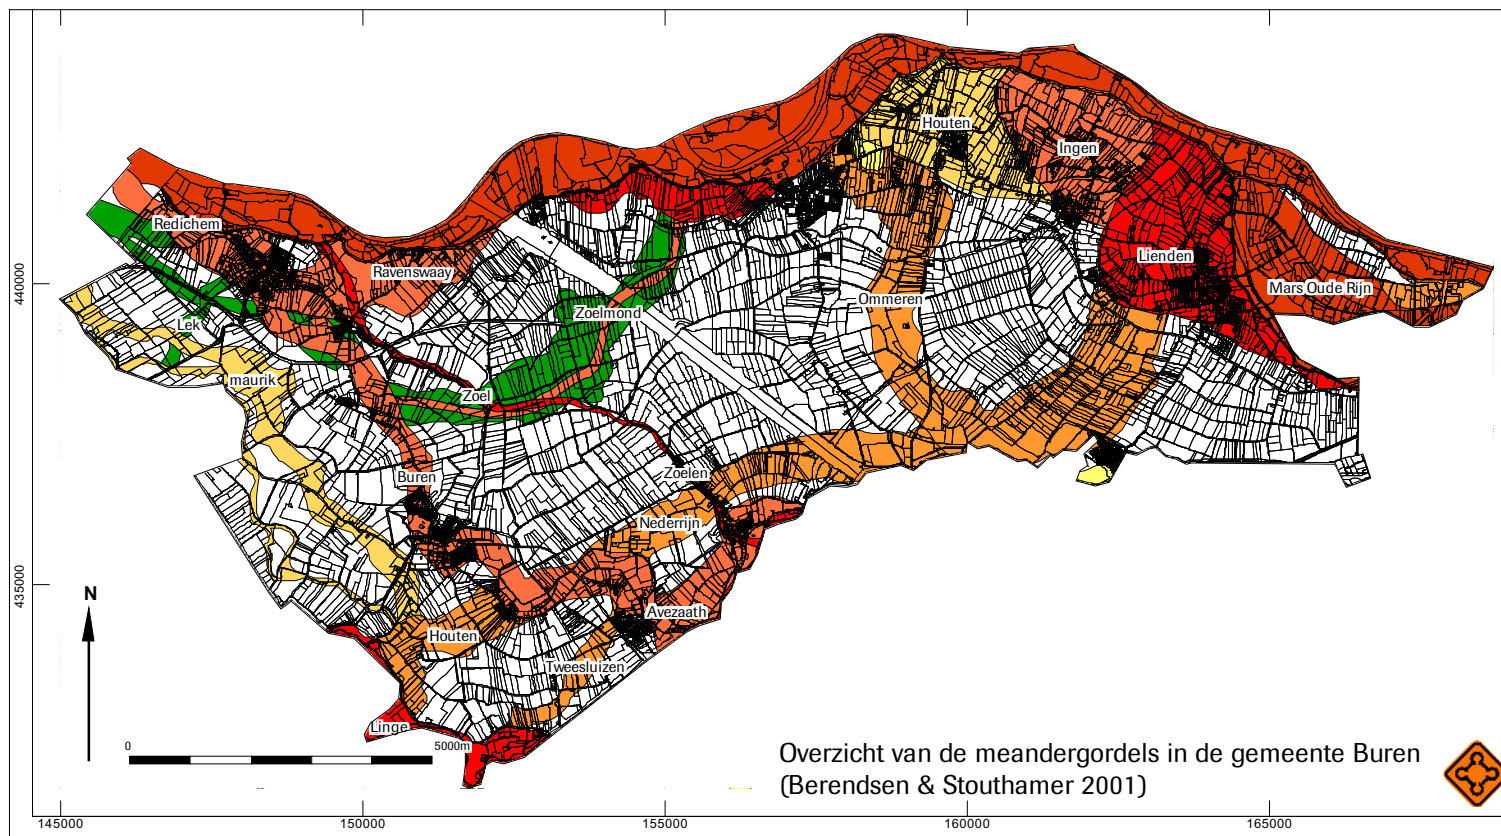 Houten
Ingen
Redichem
Lienden
Ravenswaay
Mars Oude Rijn
440000
Ommeren
Zoelmond
Lek
maurik
Zoel
Buren
Zoelen
Nederrijn
435000
N
Avezaath
Houten
Tweesluizen
Linge
0
5000m
Overzicht van de meandergordels in de gemeente Buren
(Berendsen & Stouthamer 2001)
145000
150000
155000
160000
165000